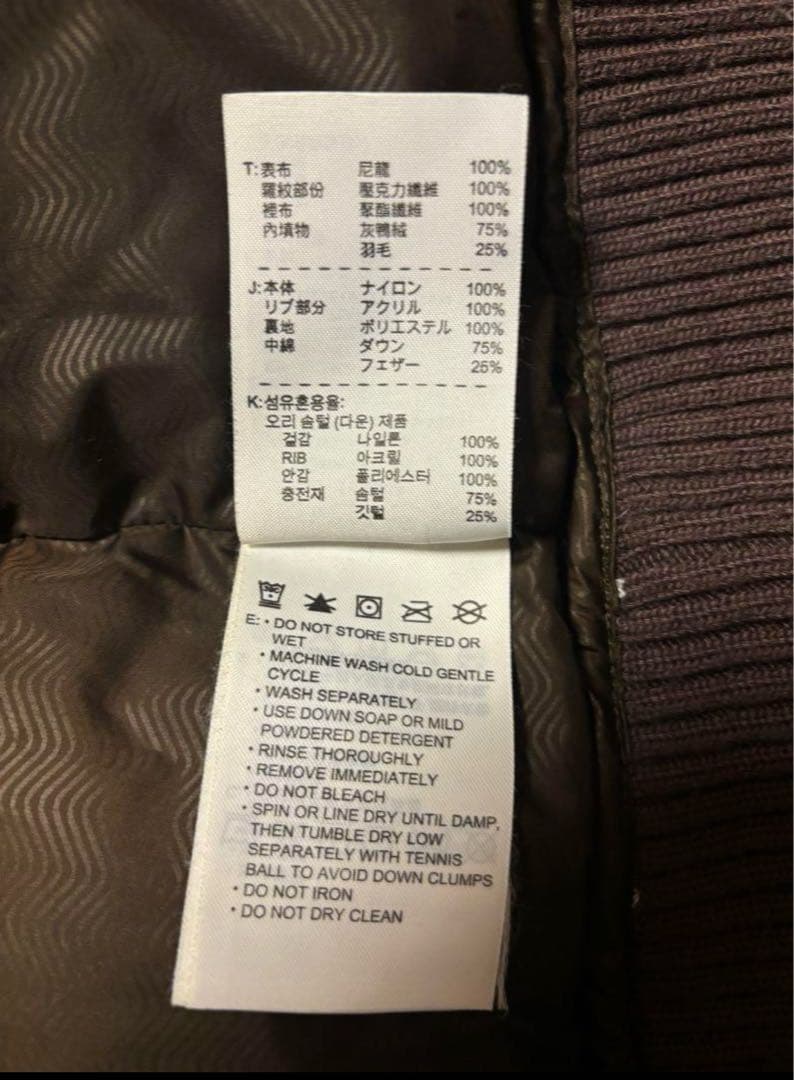 T:表布 尼龍 100%
羅紋部份 壓克力纖維 100%
裡布 聚酯纖維 100%
內填物 灰鴨絨 75%
羽毛 25%
J:本体 ナイロン 100%
リブ部分 アクリル 100%
裏地 ポリエステル 100%
中綿 ダウン 75%
フェザー 25%
K:섬유혼용율:
오리 솜털 (다운) 제품
겉감 나일론 100%
RIB 아크릴 100%
안감 폴리에스터 100%
충전재 솜털 75%
깃털 25%
E: • DO NOT STORE STUFFED OR
WET
• MACHINE WASH COLD GENTLE
CYCLE
• WASH SEPARATELY
• USE DOWN SOAP OR MILD
POWDERED DETERGENT
• RINSE THOROUGHLY
• REMOVE IMMEDIATELY
• DO NOT BLEACH
• SPIN OR LINE DRY UNTIL DAMP,
THEN TUMBLE DRY LOW
SEPARATELY WITH TENNIS
BALL TO AVOID DOWN CLUMPS
• DO NOT IRON
• DO NOT DRY CLEAN